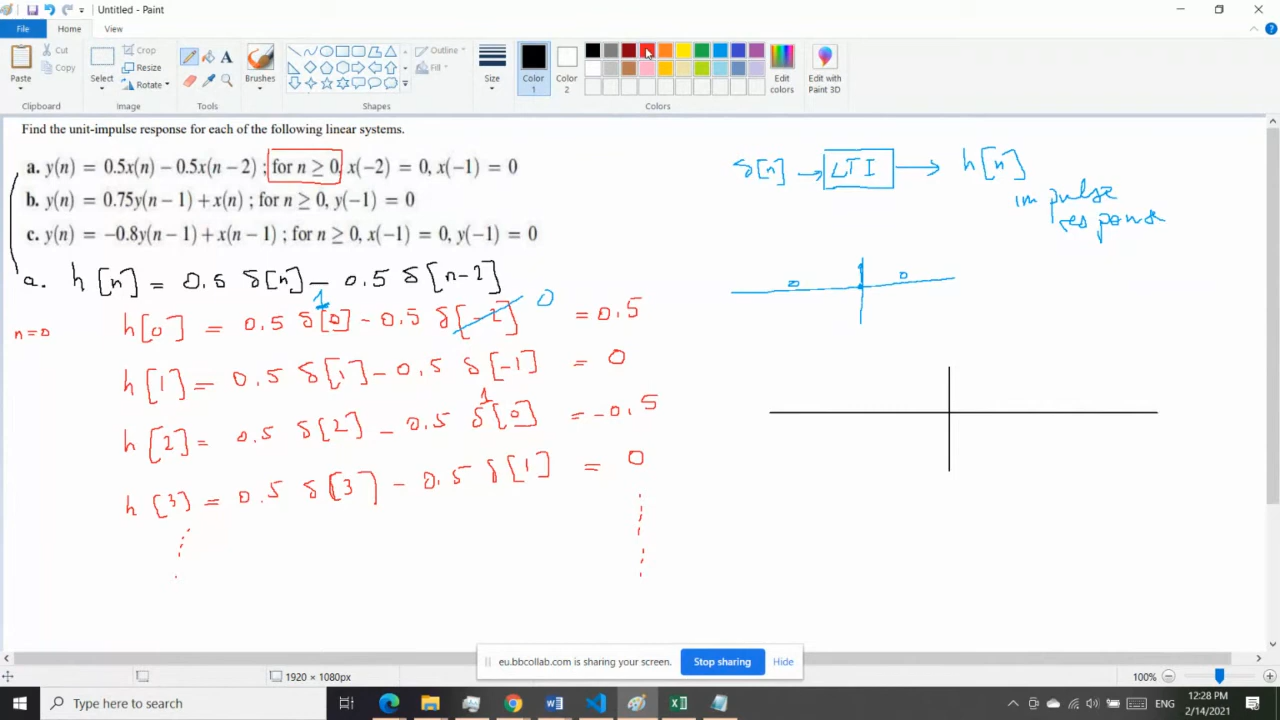 Untitled - Paint
File Home View
Paste
Cut
Copy
Clipboard
Select
Crop
Resize
Rotate
Image
A
Tools
Brushes
Outline
Fill
Shapes
Size
Color 1
Color 2
Edit colors
Colors
Edit with Paint 3D
Find the unit-impulse response for each of the following linear systems.
a. y(n) = 0.5x(n) − 0.5x(n − 2) ; for n ≥ 0, x(−2) = 0, x(−1) = 0
b. y(n) = 0.75y(n − 1) + x(n) ; for n ≥ 0, y(−1) = 0
c. y(n) = −0.8y(n − 1) + x(n − 1) ; for n ≥ 0, x(−1) = 0, y(−1) = 0
δ[n] → LTI → h[n]
impulse
response
0 0
a. h[n] = 0.5 δ[n] − 0.5 δ[n-2]
1 0
n=0 h[0] = 0.5 δ[0] - 0.5 δ[-2] = 0.5
h[1] = 0.5 δ[1] - 0.5 δ[-1] = 0
1
h[2] = 0.5 δ[2] - 0.5 δ[0] = -0.5
h[3] = 0.5 δ[3] - 0.5 δ[1] = 0
eu.bbcollab.com is sharing your screen. Stop sharing Hide
1920 × 1080px 100%
Type here to search
ENG
12:28 PM
2/14/2021